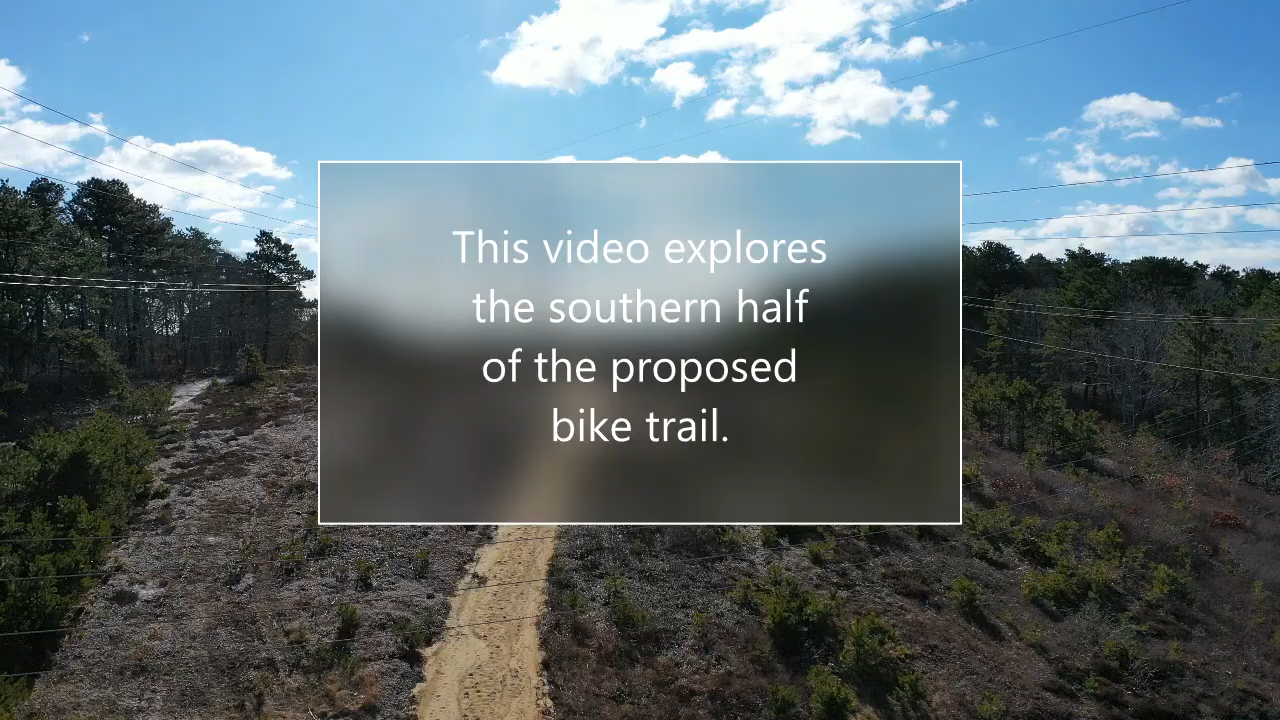 This video explores
the southern half
of the proposed
bike trail.